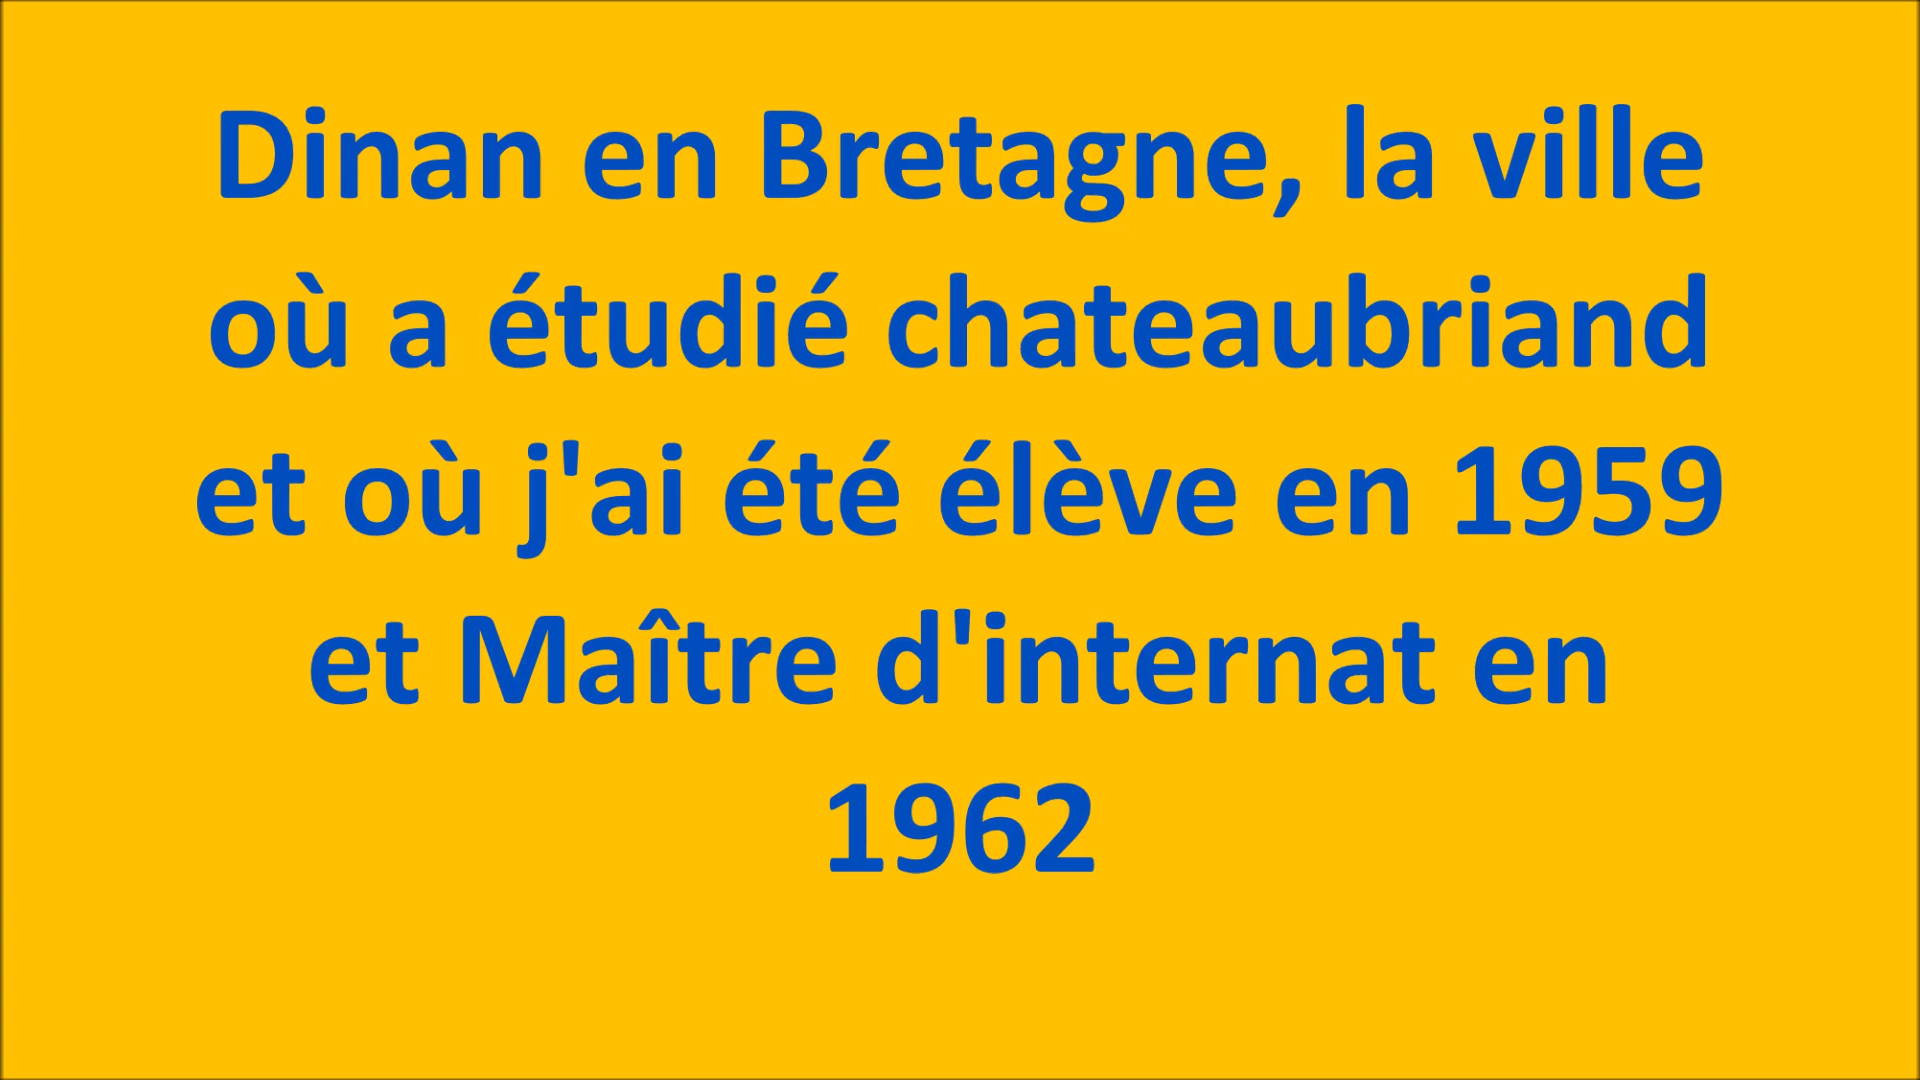 Dinan en Bretagne, la ville
où a étudié chateaubriand
et où j'ai été élève en 1959
et Maître d'internat en
1962